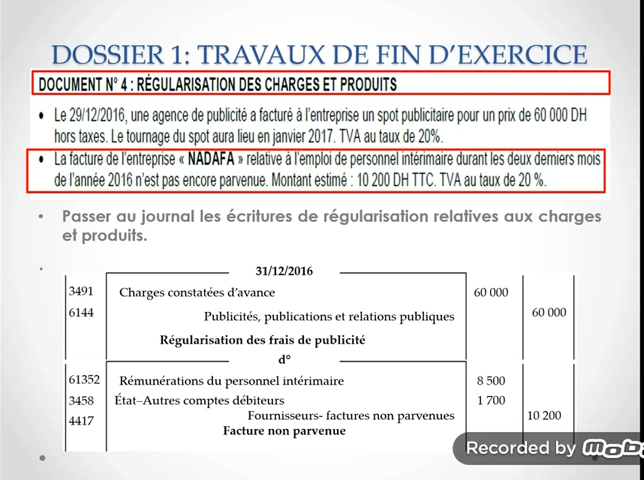 DOSSIER 1: TRAVAUX DE FIN D'EXERCICE
DOCUMENT N° 4 : RÉGULARISATION DES CHARGES ET PRODUITS
• Le 29/12/2016, une agence de publicité a facturé à l'entreprise un spot publicitaire pour un prix de 60 000 DH
hors taxes. Le tournage du spot aura lieu en janvier 2017. TVA au taux de 20%.
• La facture de l'entreprise « NADAFA » relative à l'emploi de personnel intérimaire durant les deux derniers mois
de l'année 2016 n'est pas encore parvenue. Montant estimé : 10 200 DH TTC. TVA au taux de 20 %.
• Passer au journal les écritures de régularisation relatives aux charges
et produits.
31/12/2016
3491 Charges constatées d'avance 60 000
6144 Publicités, publications et relations publiques 60 000
Régularisation des frais de publicité
d°
61352 Rémunérations du personnel intérimaire 8 500
3458 État–Autres comptes débiteurs 1 700
4417 Fournisseurs- factures non parvenues 10 200
Facture non parvenue
Recorded by